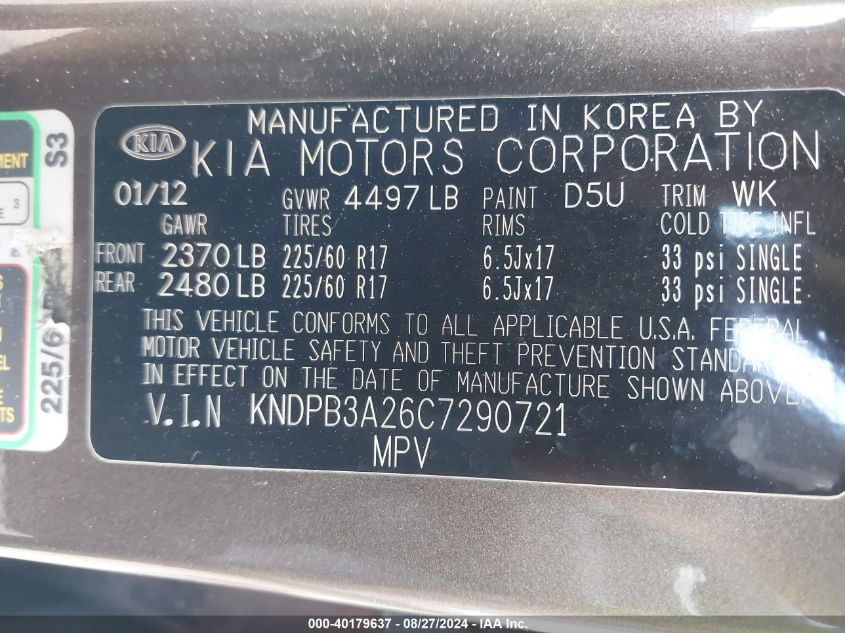 MANUFACTURED IN KOREA BY
KIA KIA MOTORS CORPORATION
01/12 GVWR 4497 LB PAINT D5U TRIM WK
GAWR TIRES RIMS COLD TIRE INFL
FRONT 2370 LB 225/60 R17 6.5Jx17 33 psi SINGLE
REAR 2480 LB 225/60 R17 6.5Jx17 33 psi SINGLE
THIS VEHICLE CONFORMS TO ALL APPLICABLE U.S.A. FEDERAL
MOTOR VEHICLE SAFETY AND THEFT PREVENTION
IN EFFECT ON THE DATE OF MANUFACTURE SHOWN ABOVE.
V.I.N KNDPB3A26C7290721
MPV
S3
225/6
000-40179637 - 08/27/2024 - IAA, Inc.